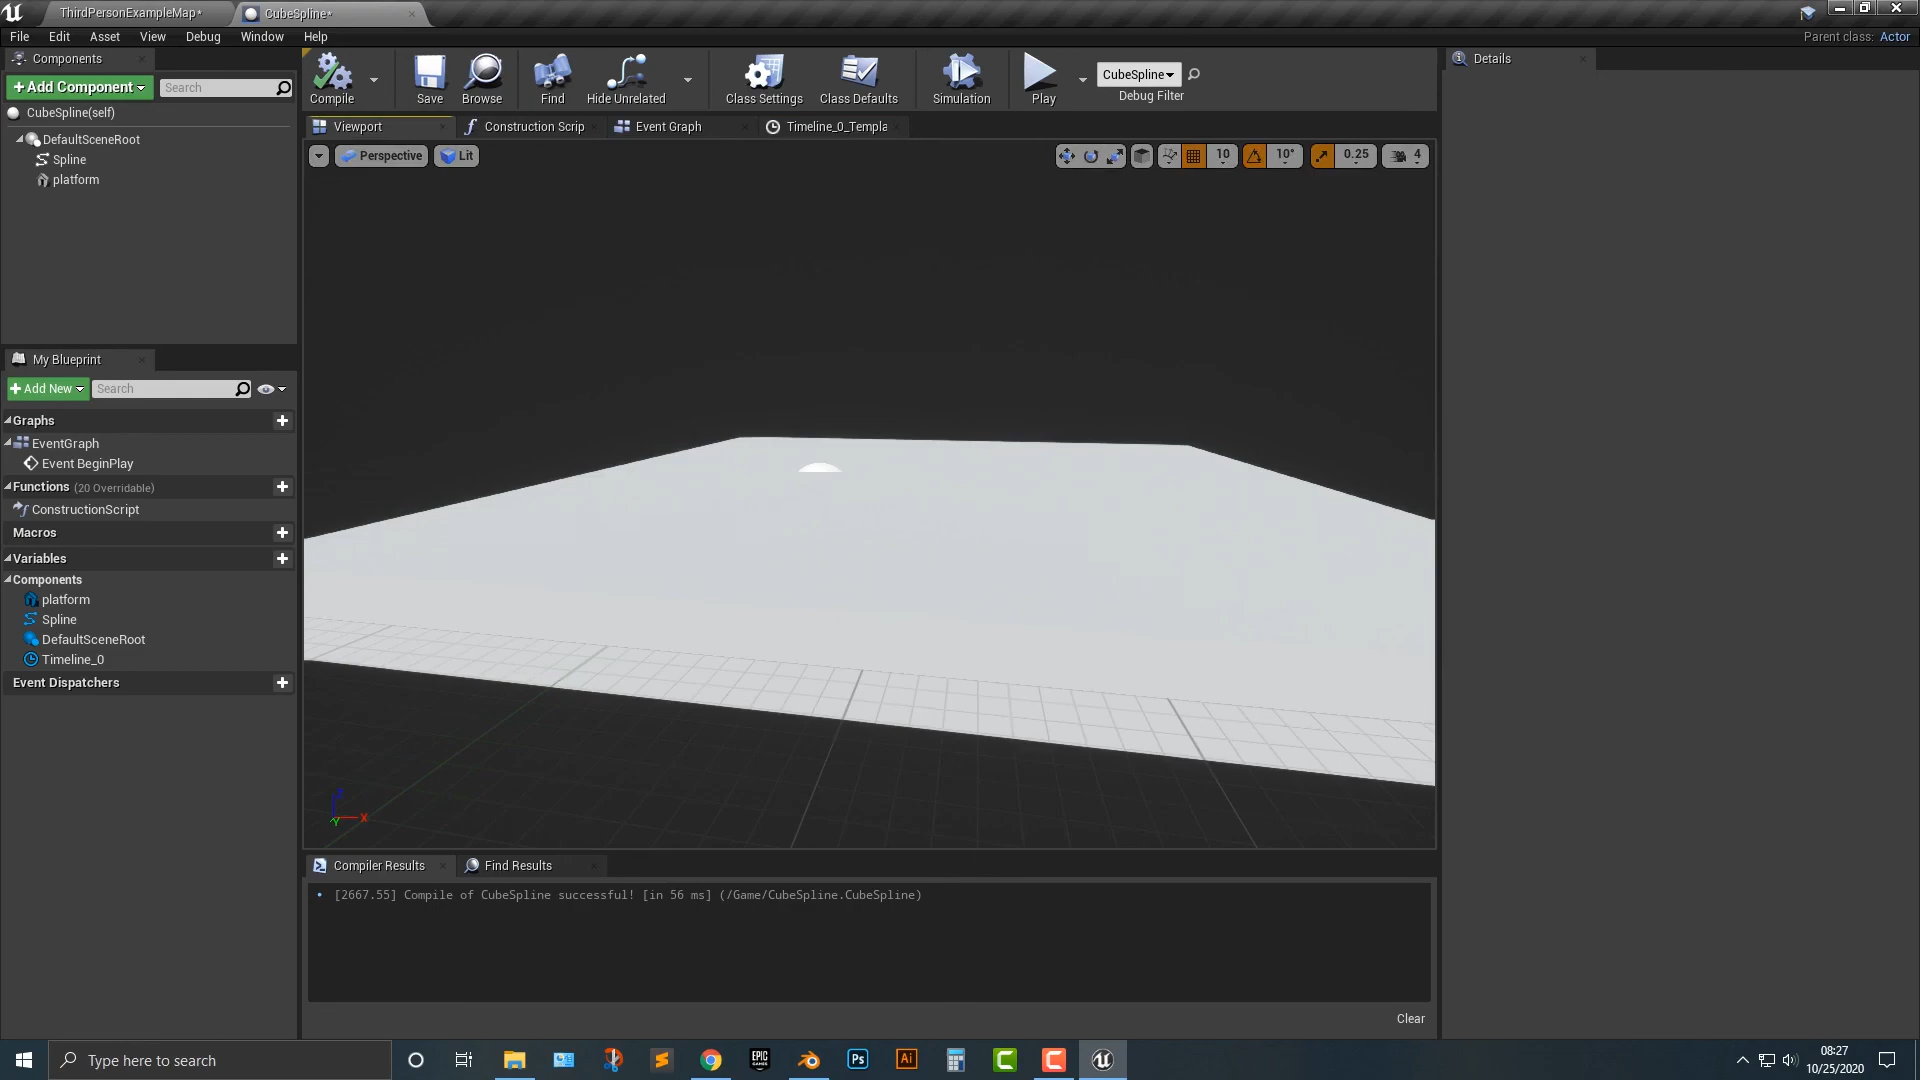 ThirdPersonExampleMap*
CubeSpline*
File Edit Asset View Debug Window Help
Parent class: Actor
Components
+ Add Component
Search
CubeSpline(self)
DefaultSceneRoot
Spline
platform
Compile
Save
Browse
Find
Hide Unrelated
Class Settings
Class Defaults
Simulation
Play
CubeSpline
Debug Filter
Details
Viewport
Construction Scrip
Event Graph
Timeline_0_Templa
Perspective
Lit
10
10°
0.25
4
My Blueprint
+ Add New
Search
Graphs
EventGraph
Event BeginPlay
Functions (20 Overridable)
ConstructionScript
Macros
Variables
Components
platform
Spline
DefaultSceneRoot
Timeline_0
Event Dispatchers
Z
X
Y
Compiler Results
Find Results
[2667.55] Compile of CubeSpline successful! [in 56 ms] (/Game/CubeSpline.CubeSpline)
Clear
Type here to search
EPIC GAMES
Ps
Ai
08:27
10/25/2020